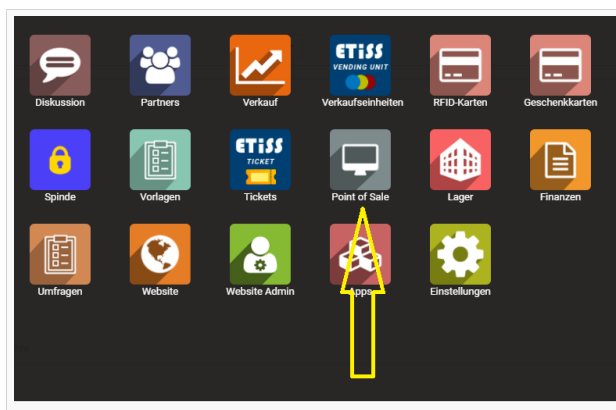 ETISS
VENDING UNIT
Diskussion
Partners
Verkauf
Verkaufseinheiten
RFID-Karten
Geschenkkarten
ETISS
TICKET
Spinde
Vorlagen
Tickets
Point of Sale
Lager
Finanzen
Umfragen
Website
Website Admin
Apps
Einstellungen